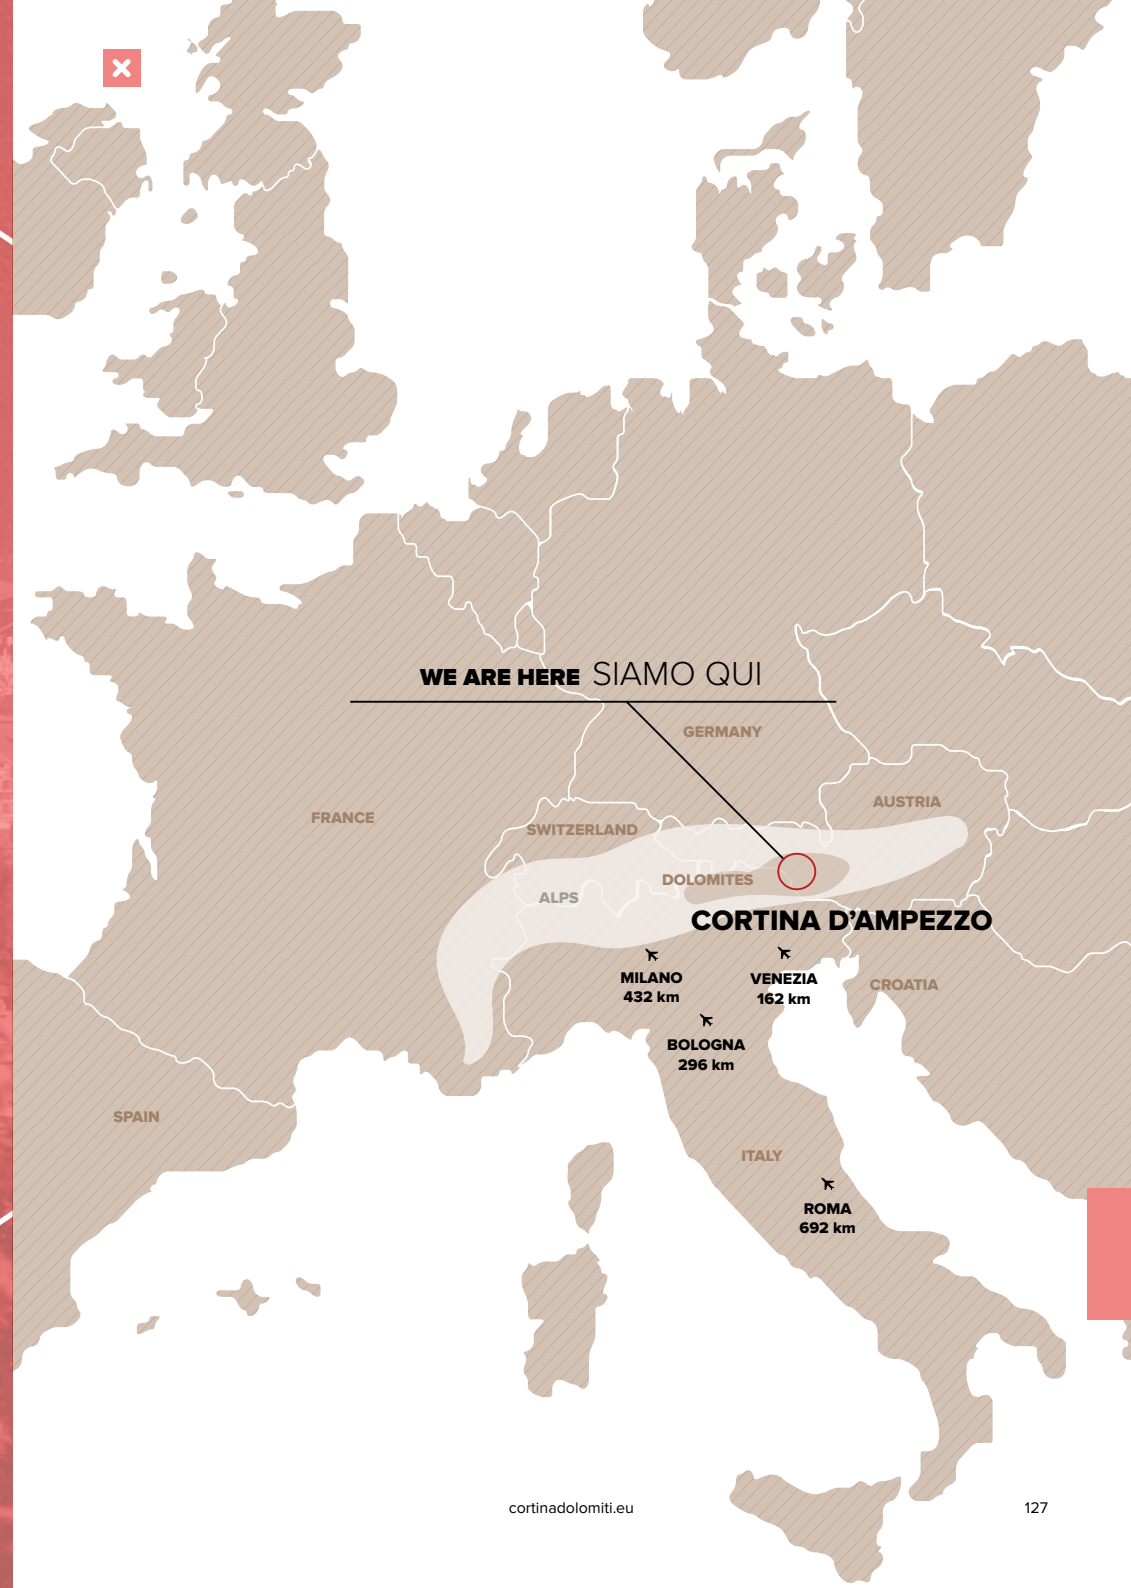 WE ARE HERE SIAMO QUI
GERMANY
AUSTRIA
FRANCE
SWITZERLAND
DOLOMITES
ALPS
CORTINA D’AMPEZZO
MILANO
432 km
VENEZIA
162 km
CROATIA
BOLOGNA
296 km
SPAIN
ITALY
ROMA
692 km
cortinadolomiti.eu
127